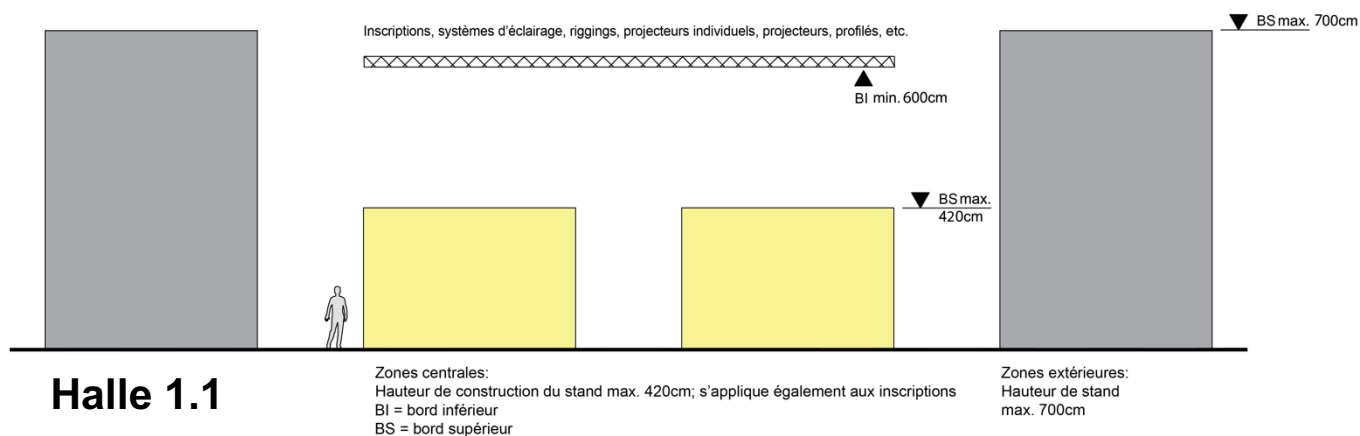 BS max. 700cm
Inscriptions, systèmes d'éclairage, riggings, projecteurs individuels, projecteurs, profilés, etc.
BI min. 600cm
BS max.
420cm
Halle 1.1
Zones centrales:
Hauteur de construction du stand max. 420cm; s'applique également aux inscriptions
BI = bord inférieur
BS = bord supérieur
Zones extérieures:
Hauteur de stand
max. 700cm